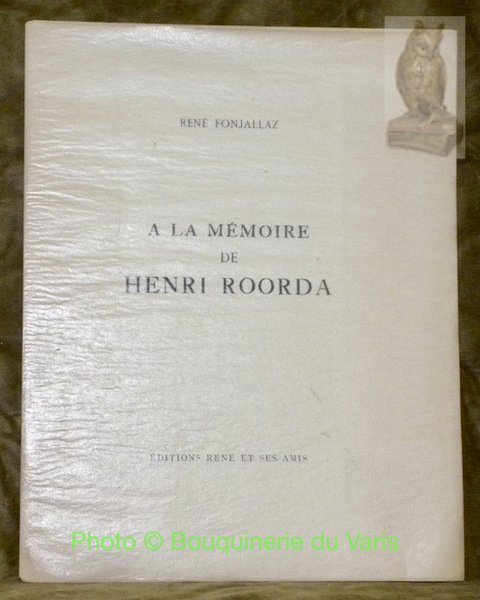 RENÉ FONJALLAZ
A LA MÉMOIRE
DE
HENRI ROORDA
ÉDITIONS RENÉ ET SES AMIS
Photo © Bouquinerie du Varis